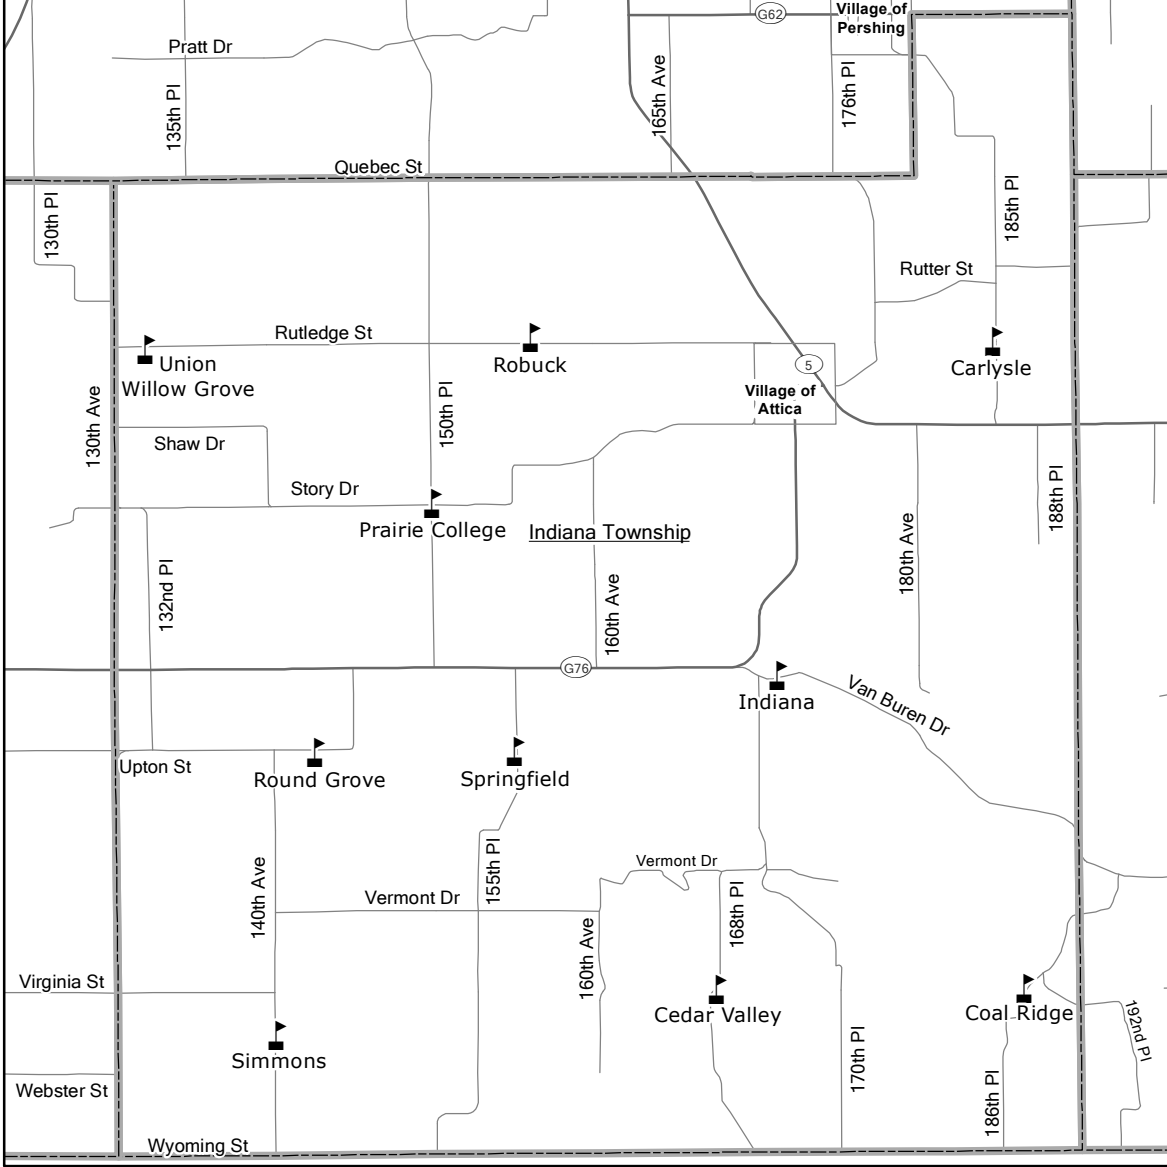 G62
Village of
Pershing
Pratt Dr
135th Pl
165th Ave
176th Pl
Quebec St
130th Pl
185th Pl
Rutter St
Rutledge St
Union
Willow Grove
Robuck
5
Carlysle
Village of
Attica
130th Ave
150th Pl
Shaw Dr
Story Dr
188th Pl
Prairie College
Indiana Township
180th Ave
132nd Pl
160th Ave
G76
Indiana
Van Buren Dr
Upton St
Round Grove
Springfield
155th Pl
Vermont Dr
140th Ave
Vermont Dr
168th Pl
160th Ave
Virginia St
Cedar Valley
Coal Ridge
192nd Pl
Simmons
170th Pl
Webster St
186th Pl
Wyoming St